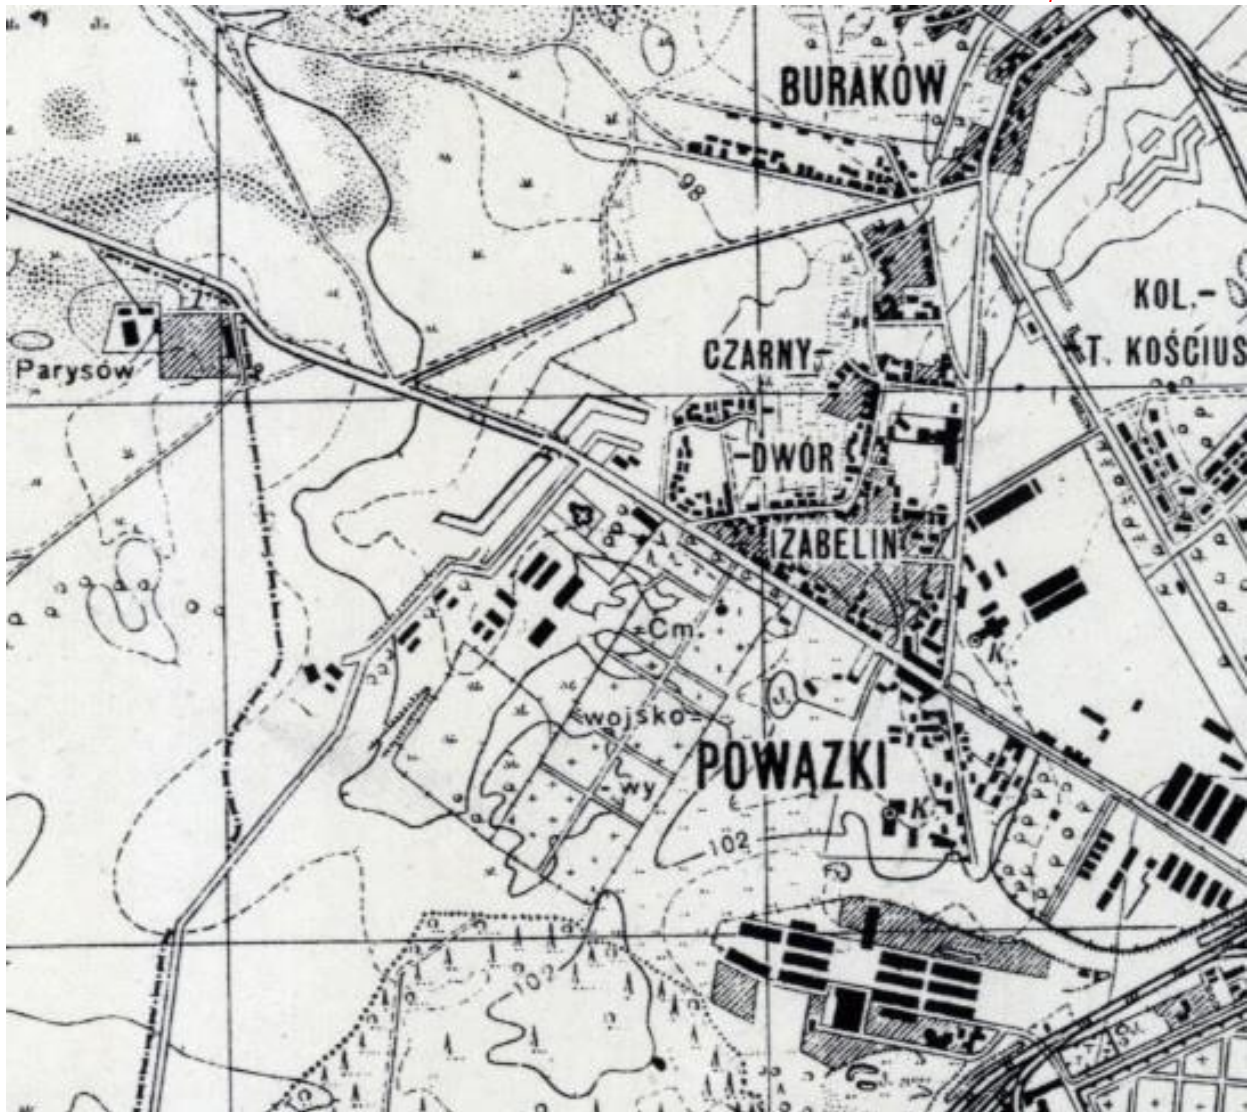 BURAKÓW
98
KOL.-
T. KOŚCIUS
Parysów
CZARNY-
-DWÓR
IZABELIN
=Cm.
K.
wojsko=
-wy
POWĄZKI
K.
102
102